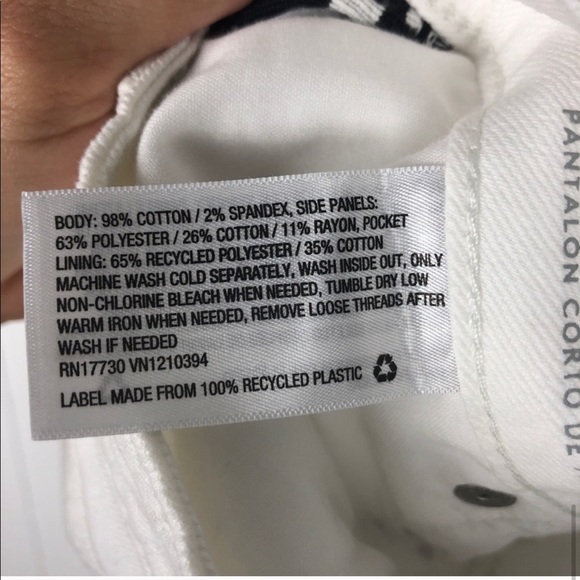 BODY: 98% COTTON / 2% SPANDEX, SIDE PANELS:
63% POLYESTER / 26% COTTON / 11% RAYON, POCKET
LINING: 65% RECYCLED POLYESTER / 35% COTTON
MACHINE WASH COLD SEPARATELY, WASH INSIDE OUT, ONLY
NON-CHLORINE BLEACH WHEN NEEDED, TUMBLE DRY LOW
WARM IRON WHEN NEEDED, REMOVE LOOSE THREADS AFTER
WASH IF NEEDED
RN17730 VN1210394
LABEL MADE FROM 100% RECYCLED PLASTIC
PANTALON CORTO DE